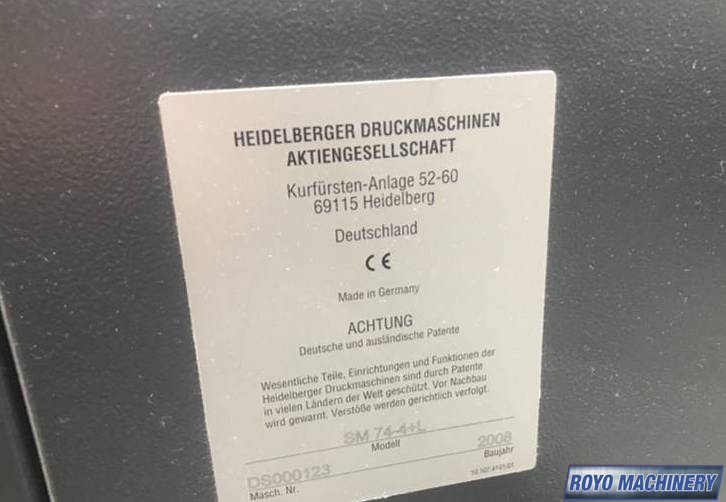 HEIDELBERGER DRUCKMASCHINEN
AKTIENGESELLSCHAFT
Kurfürsten-Anlage 52-60
69115 Heidelberg
Deutschland
CE
Made in Germany
ACHTUNG
Deutsche und ausländische Patente
Wesentliche Teile, Einrichtungen und Funktionen der
Heidelberger Druckmaschinen sind durch Patente
in vielen Ländern der Welt geschützt. Vor Nachbau
wird gewarnt. Verstöße werden gerichtlich verfolgt.
SM 74-4+L
Modell
DS000123
2008
Masch. Nr.
Baujahr
ROYO MACHINERY